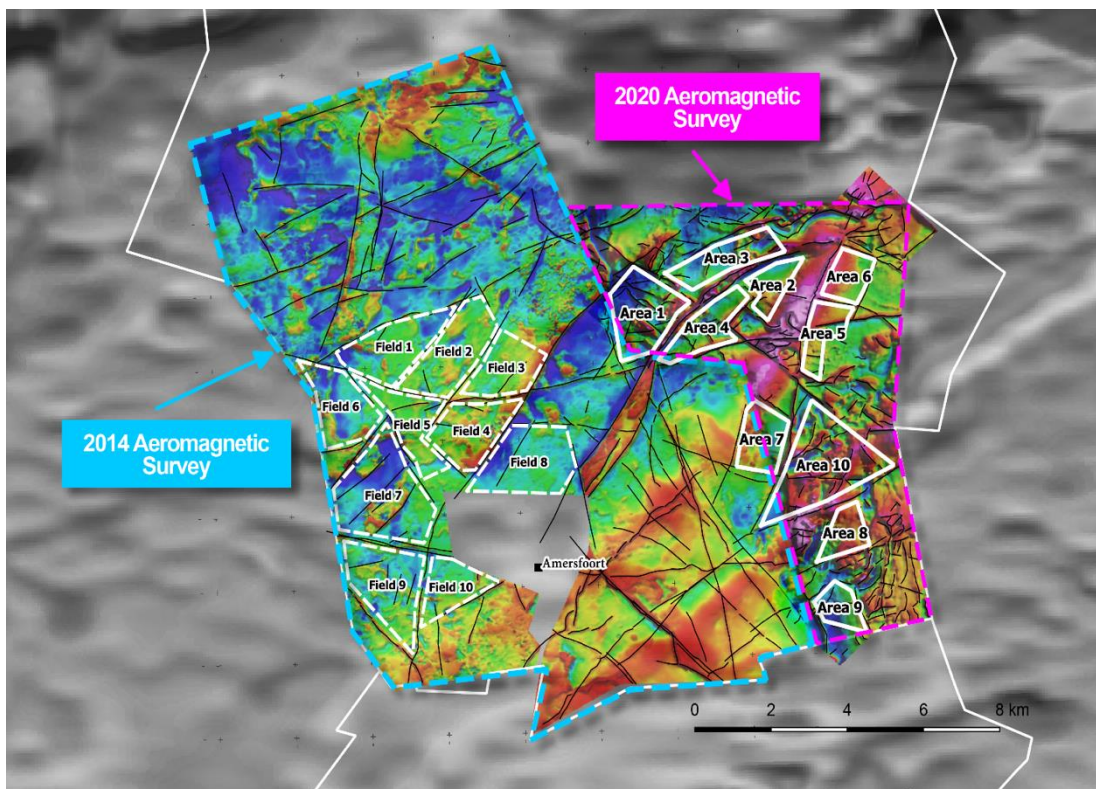 2020 Aeromagnetic
Survey
Area 3
Area 6
Area 2
Area 1
Area 4
Area 5
Field 1
Field 2
Field 3
Field 6
Field 5
Field 4
2014 Aeromagnetic
Survey
Area 7
Field 8
Area 10
Field 7
Area 8
Amersfoort
Field 9
Field 10
Area 9
0 2 4 6 8 km